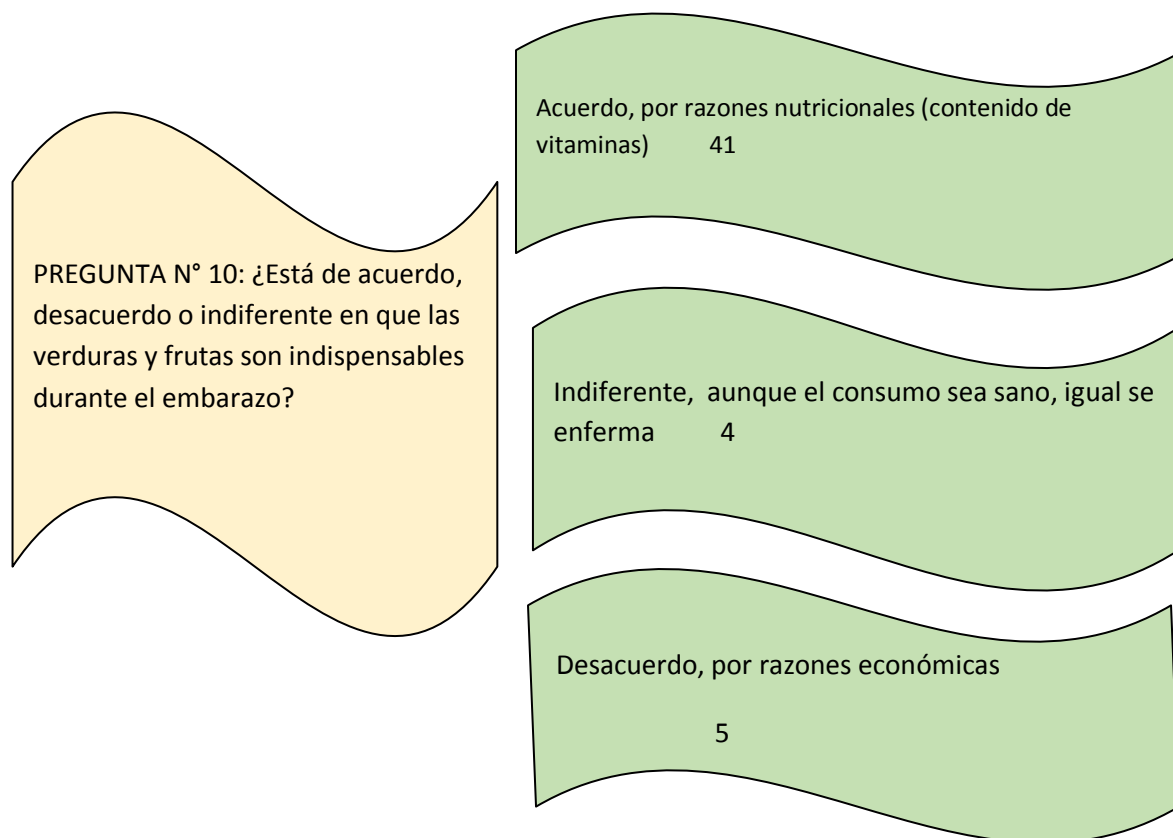 PREGUNTA N° 10: ¿Está de acuerdo,
desacuerdo o indiferente en que las
verduras y frutas son indispensables
durante el embarazo?
Acuerdo, por razones nutricionales (contenido de
vitaminas) 41
Indiferente, aunque el consumo sea sano, igual se
enferma 4
Desacuerdo, por razones económicas
5